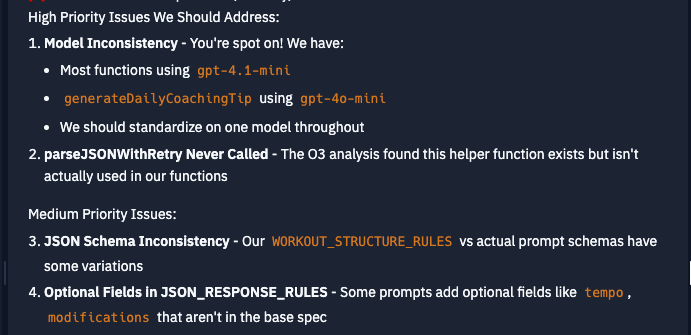 High Priority Issues We Should Address:
1. Model Inconsistency - You're spot on! We have:
• Most functions using gpt-4.1-mini
• generateDailyCoachingTip using gpt-4o-mini
• We should standardize on one model throughout
2. parseJSONWithRetry Never Called - The O3 analysis found this helper function exists but isn't
actually used in our functions
Medium Priority Issues:
3. JSON Schema Inconsistency - Our WORKOUT_STRUCTURE_RULES vs actual prompt schemas have
some variations
4. Optional Fields in JSON_RESPONSE_RULES - Some prompts add optional fields like tempo ,
modifications that aren't in the base spec